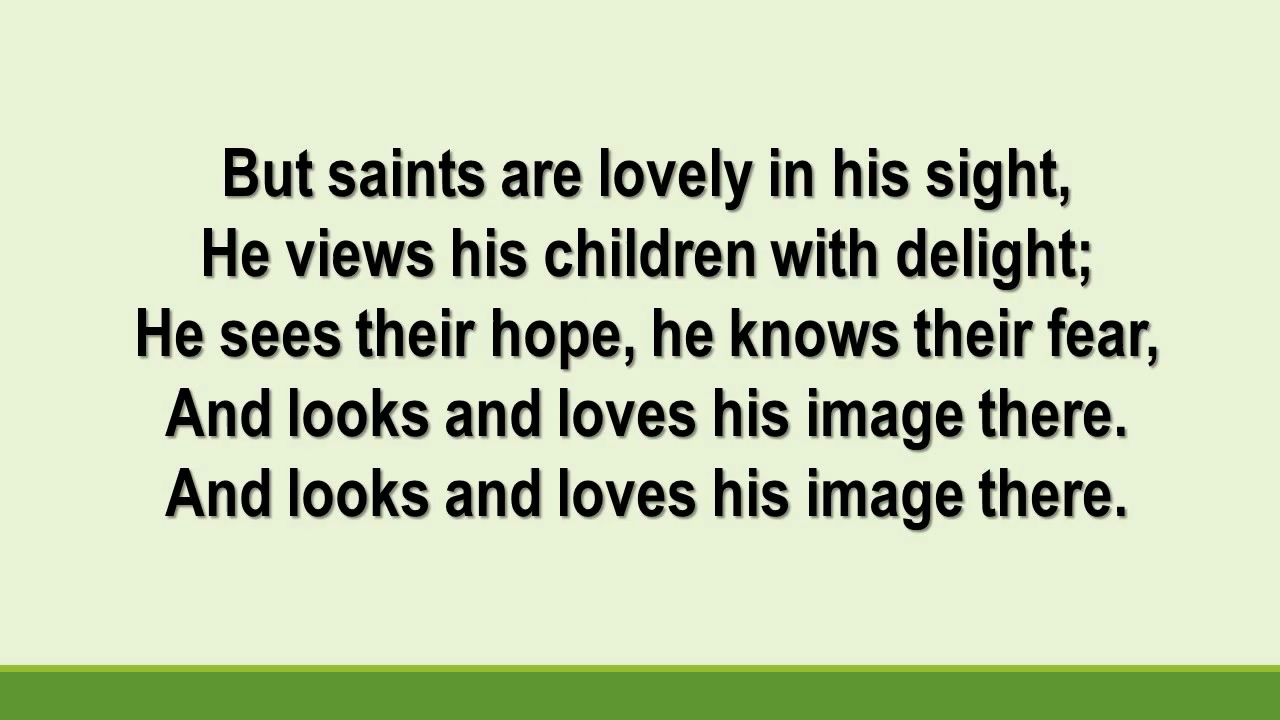 But saints are lovely in his sight,
He views his children with delight;
He sees their hope, he knows their fear,
And looks and loves his image there.
And looks and loves his image there.